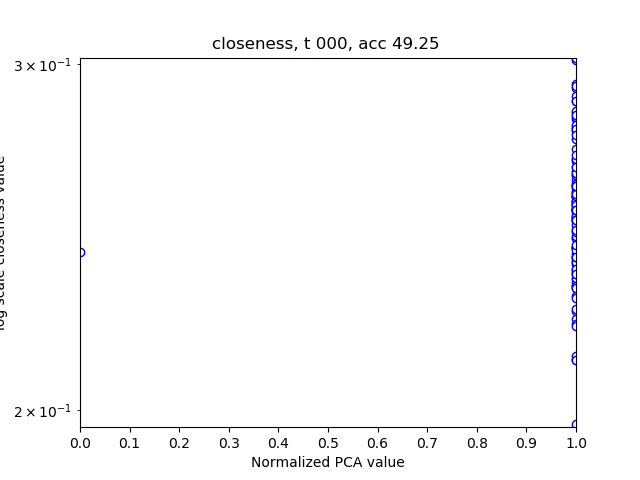 closeness, t 000, acc 49.25
3 × 10⁻¹
log scale closeness value
2 × 10⁻¹
0.0 0.1 0.2 0.3 0.4 0.5 0.6 0.7 0.8 0.9 1.0
Normalized PCA value